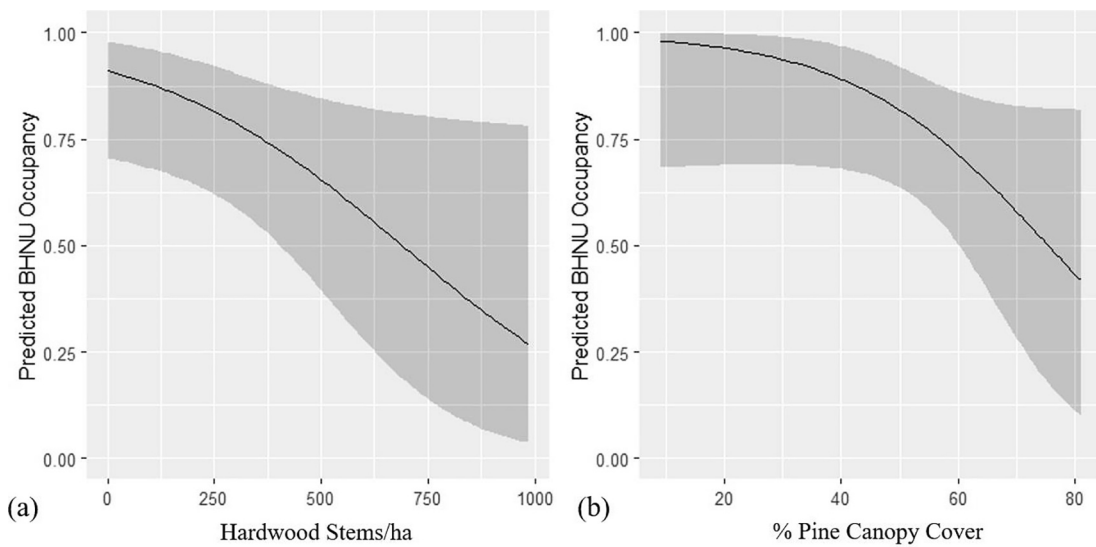 Predicted BHNU Occupancy
1.00
0.75
0.50
0.25
0.00
0 250 500 750 1000
(a) Hardwood Stems/ha
Predicted BHNU Occupancy
1.00
0.75
0.50
0.25
0.00
20 40 60 80
(b) % Pine Canopy Cover